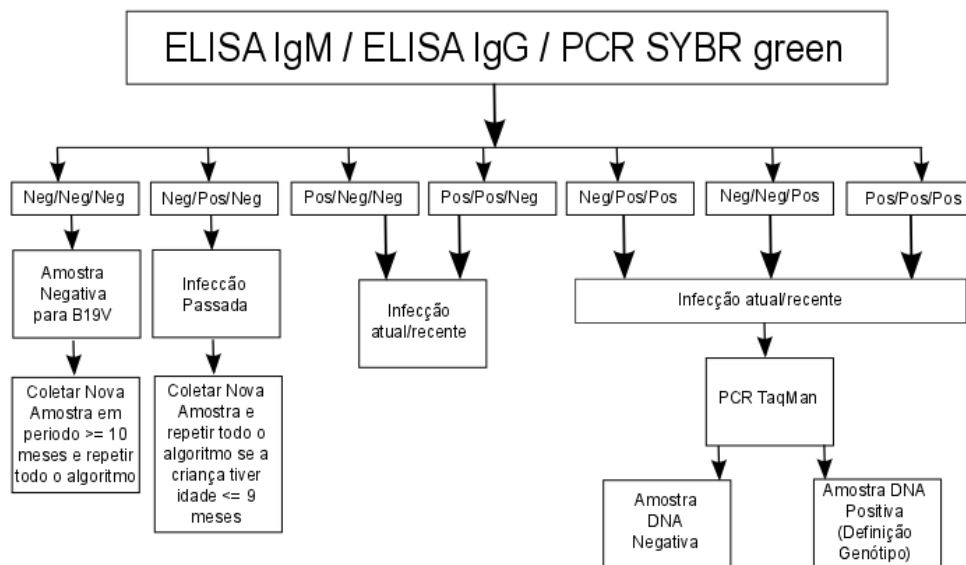 ELISA IgM / ELISA IgG / PCR SYBR green
Neg/Neg/Neg
Neg/Pos/Neg
Pos/Neg/Neg
Pos/Pos/Neg
Neg/Pos/Pos
Neg/Neg/Pos
Pos/Pos/Pos
Amostra
Negativa
para B19V
Infecção
Passada
Infecção
atual/recente
Infecção atual/recente
Coletar Nova
Amostra em
periodo >= 10
meses e repetir
todo o algoritmo
Coletar Nova
Amostra e
repetir todo o
algoritmo se a
criança tiver
idade <= 9
meses
PCR TaqMan
Amostra
DNA
Negativa
Amostra DNA
Positiva
(Definição
Genótipo)